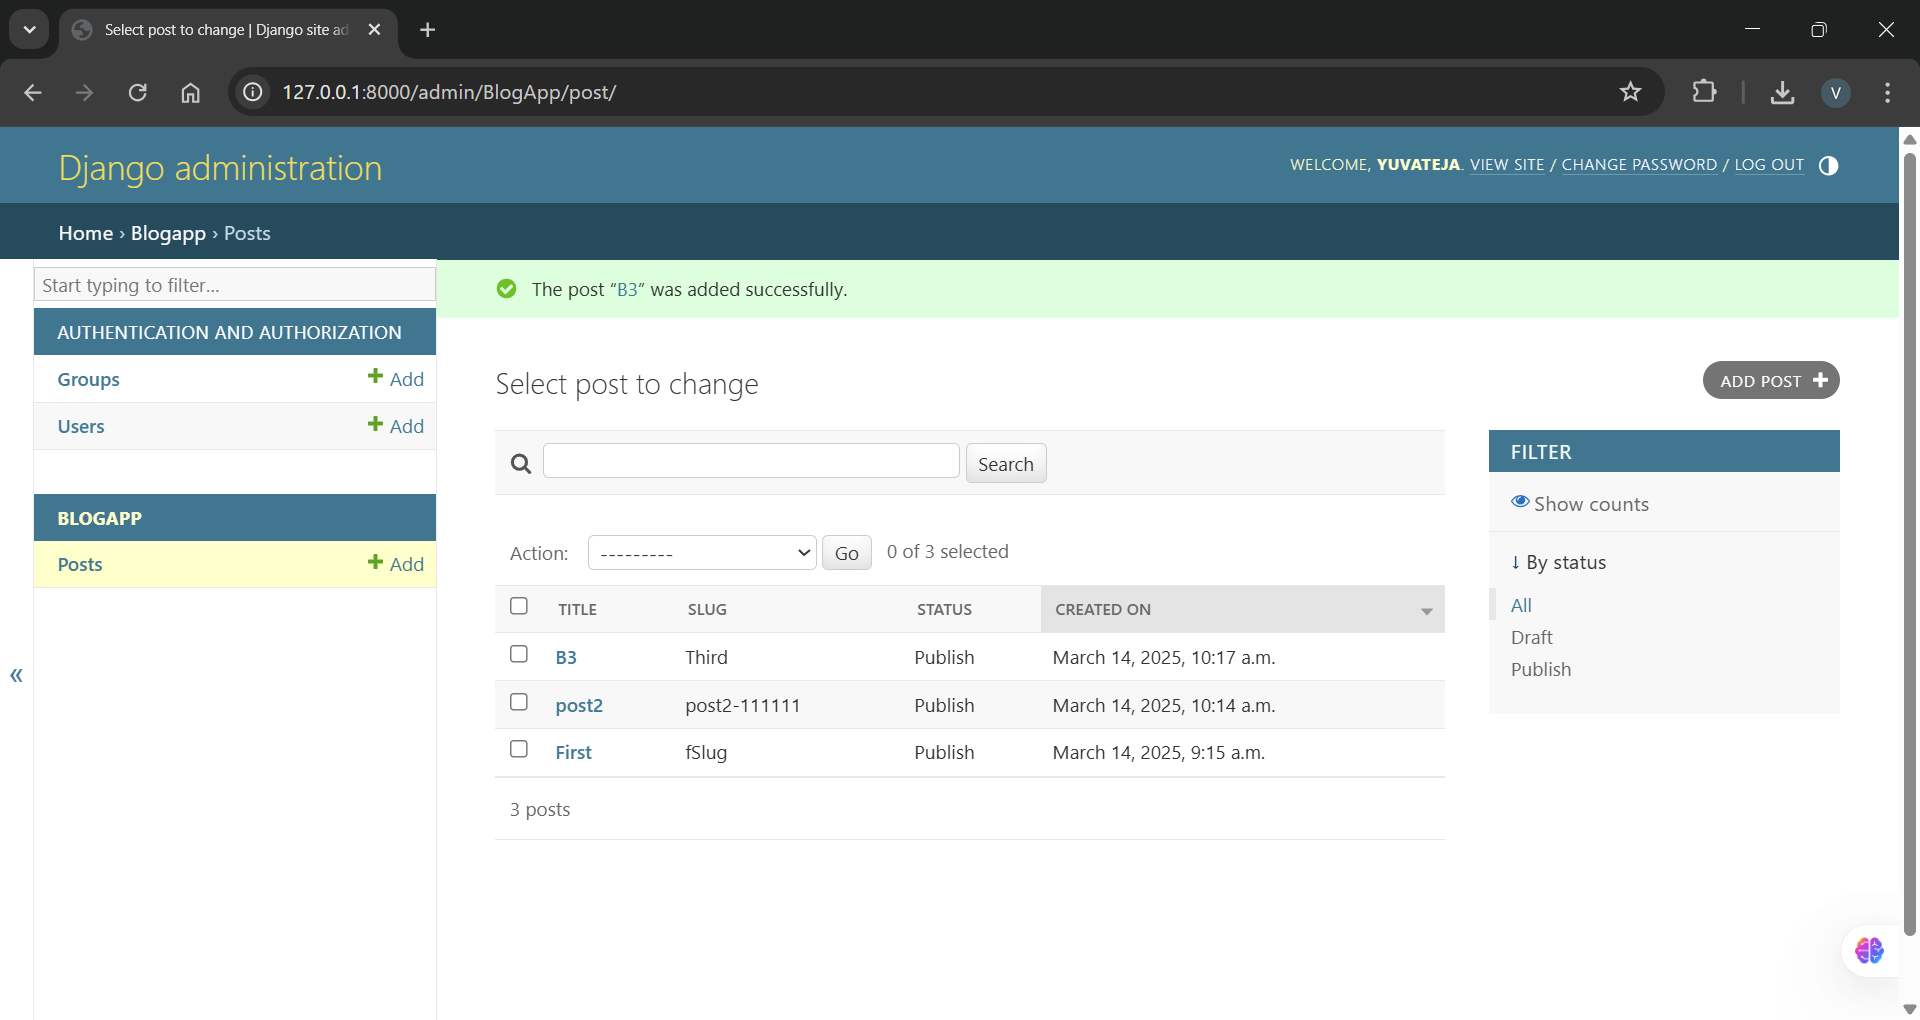 Select post to change | Django site ad
127.0.0.1:8000/admin/BlogApp/post/
V
Django administration
WELCOME, YUVATEJA. VIEW SITE / CHANGE PASSWORD / LOG OUT
Home › Blogapp › Posts
Start typing to filter...
AUTHENTICATION AND AUTHORIZATION
Groups + Add
Users + Add
BLOGAPP
Posts + Add
«
The post “B3” was added successfully.
Select post to change
ADD POST +
Search
Action: --------- Go 0 of 3 selected
TITLE SLUG STATUS CREATED ON
B3 Third Publish March 14, 2025, 10:17 a.m.
post2 post2-111111 Publish March 14, 2025, 10:14 a.m.
First fSlug Publish March 14, 2025, 9:15 a.m.
3 posts
FILTER
Show counts
↓ By status
All
Draft
Publish